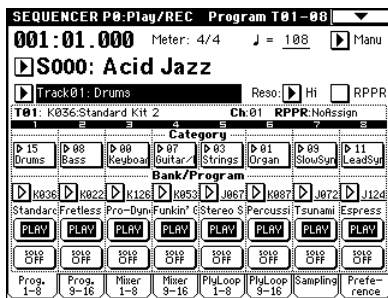 SEQUENCER P0:Play/REC Program T01-08
001:01.000 Meter: 4/4 ♩ = 108 Manu
S000: Acid Jazz
Track01: Drums Reso: Hi RPPR
T01: K036:Standard Kit 2 Ch:01 RPPR:NoAssign
1 2 3 4 5 6 7 8
Category
15 08 00 07 03 01 09 11
Drums Bass Keyboar Guitar/ Strings Organ SlowSyn LeadSyn
Bank/Program
K036 K022 K126 K053 J067 K087 J072 J124
Standard Fretless Pro-Dyn Funkin' G Stereo S Percussi Tsunami Espress
PLAY PLAY PLAY PLAY PLAY PLAY PLAY PLAY
SOLO OFF SOLO OFF SOLO OFF SOLO OFF SOLO OFF SOLO OFF SOLO OFF SOLO OFF
Prog. 1-8 Prog. 9-16 Mixer 1-8 Mixer 9-16 PlyLoop 1-8 PlyLoop 9-16 Sampling Prefe-rence